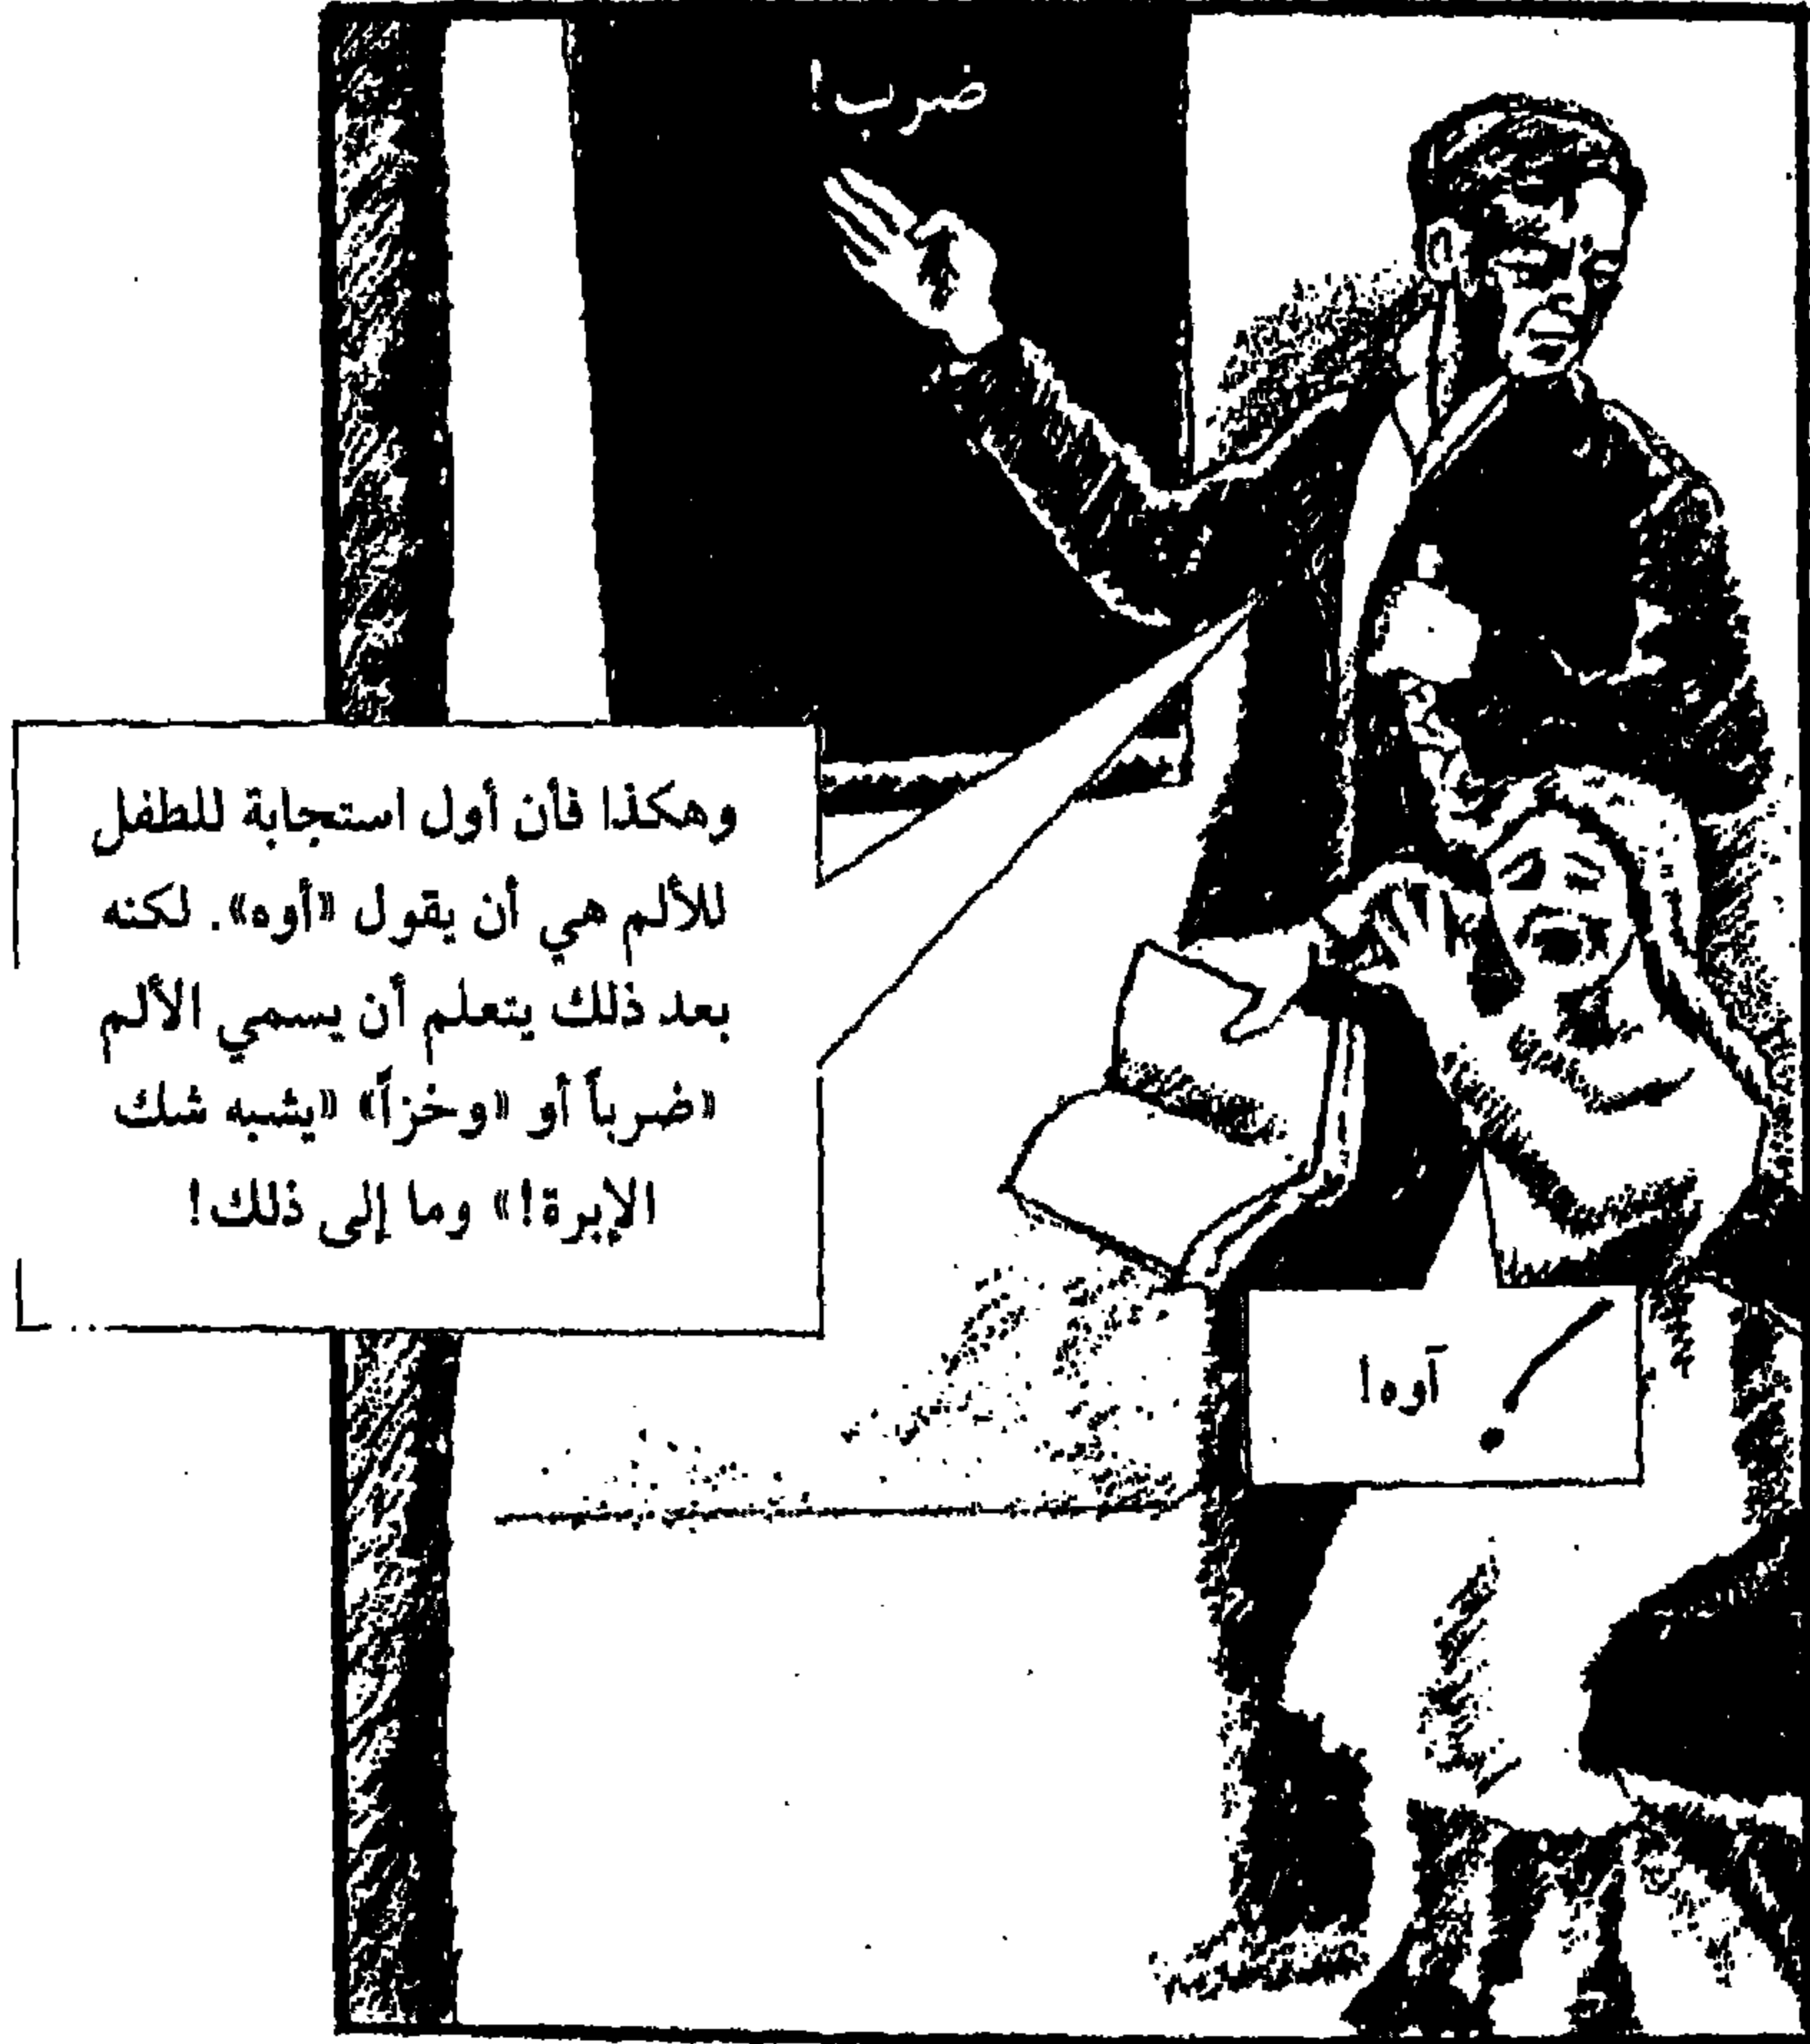 ضرب!
وهكذا فأن أول استجابة للطفل
للألم هي أن يقول «أوه». لكنه
بعد ذلك يتعلم أن يسمي الألم
«ضرباً أو «وخزاً» «يشبه شك
الإبرة!» وما إلى ذلك!
آوه!